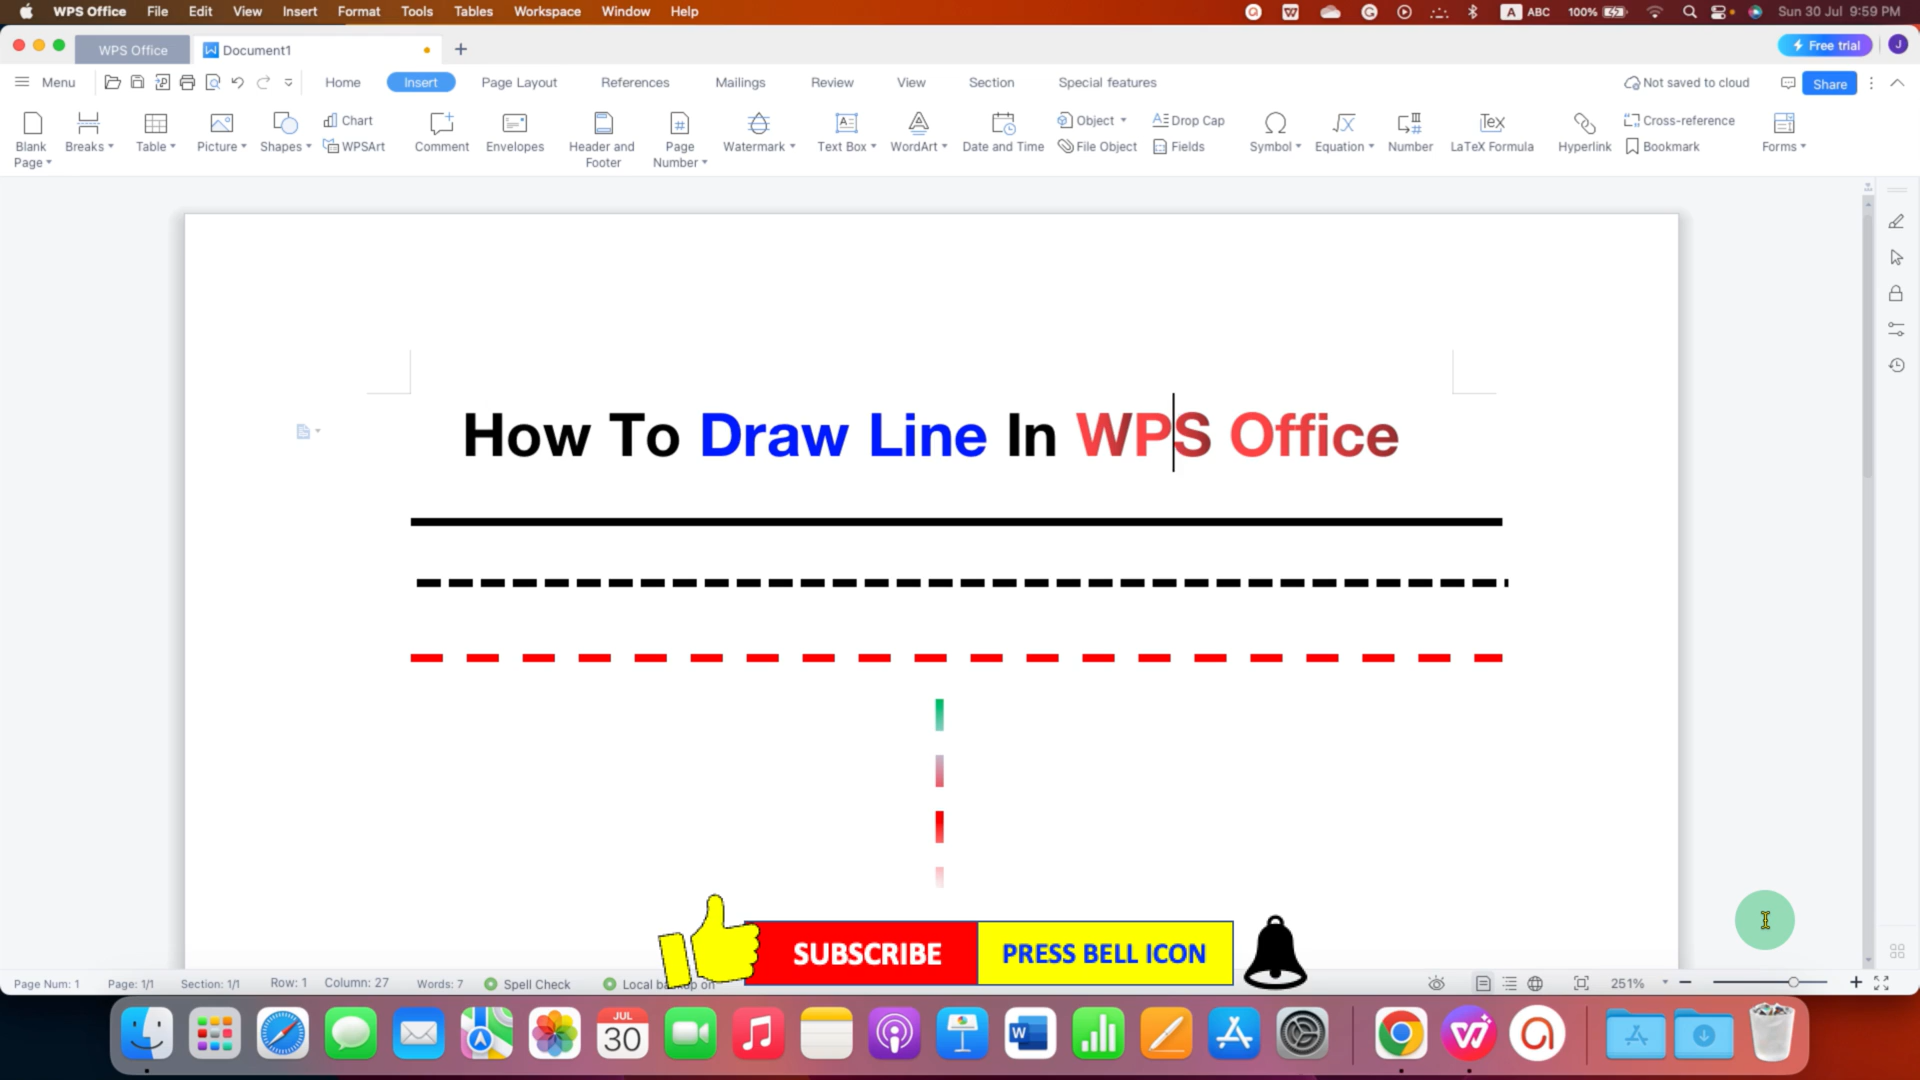 WPS Office File Edit View Insert Format Tools Tables Workspace Window Help A ABC 100% Sun 30 Jul 9:59 PM
WPS Office Document1 + Free trial J
Menu Home Insert Page Layout References Mailings Review View Section Special features Not saved to cloud Share
Chart Object Drop Cap Cross-reference
Blank Breaks Table Picture Shapes WPSArt Comment Envelopes Header and Page Watermark Text Box WordArt Date and Time File Object Fields Symbol Equation Number LaTeX Formula Hyperlink Bookmark Forms
Page Footer Number
How To Draw Line In WPS Office
SUBSCRIBE PRESS BELL ICON
Page Num: 1 Page: 1/1 Section: 1/1 Row: 1 Column: 27 Words: 7 Spell Check Local backup on 251%
JUL
30